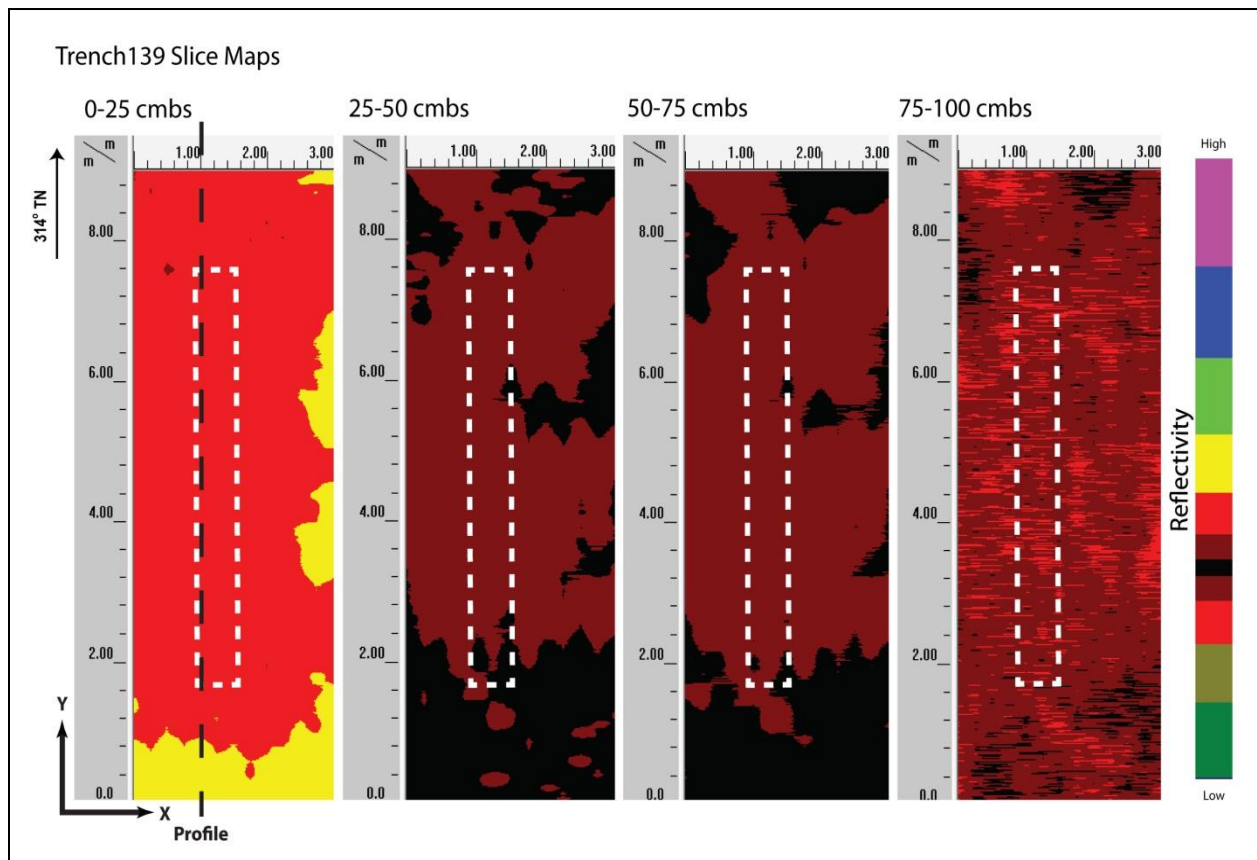 Trench139 Slice Maps
0-25 cmbs
25-50 cmbs
50-75 cmbs
75-100 cmbs
m
m
1.00 2.00 3.00
m
m
1.00 2.00 3.00
m
m
1.00 2.00 3.00
m
m
1.00 2.00 3.00
High
314° TN
8.00
6.00
4.00
2.00
0.0
8.00
6.00
4.00
2.00
0.0
8.00
6.00
4.00
2.00
0.0
8.00
6.00
4.00
2.00
0.0
Reflectivity
Low
Y
X
Profile